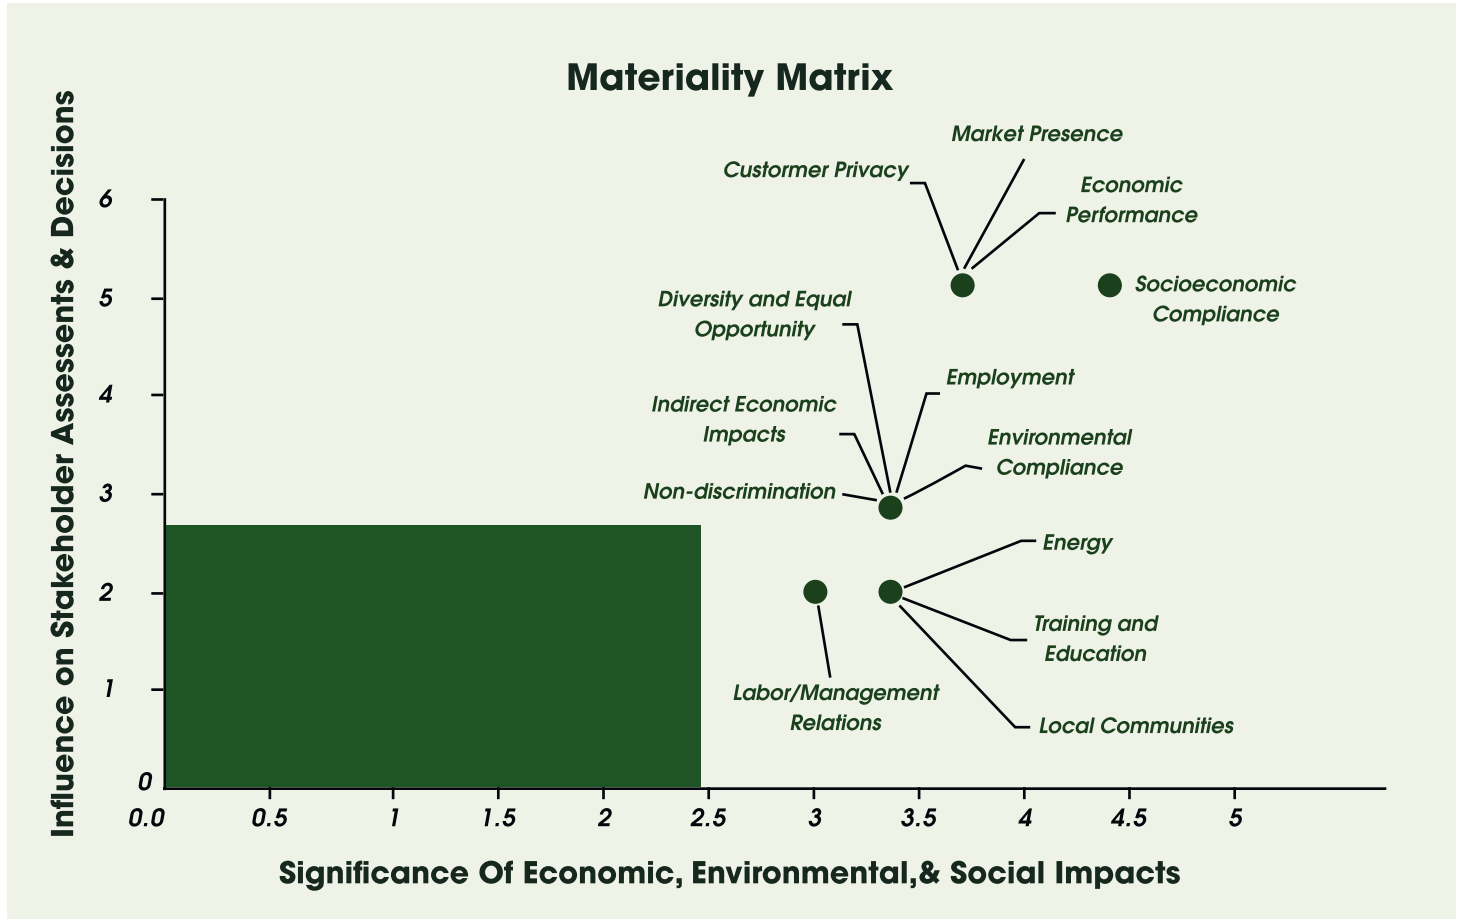 Materiality Matrix
Influence on Stakeholder Assessents & Decisions
6
5
4
3
2
1
0
Market Presence
Custormer Privacy
Economic
Performance
Socioeconomic
Compliance
Diversity and Equal
Opportunity
Employment
Indirect Economic
Impacts
Environmental
Compliance
Non-discrimination
Energy
Training and
Education
Labor/Management
Relations
Local Communities
0.0 0.5 1 1.5 2 2.5 3 3.5 4 4.5 5
Significance Of Economic, Environmental,& Social Impacts